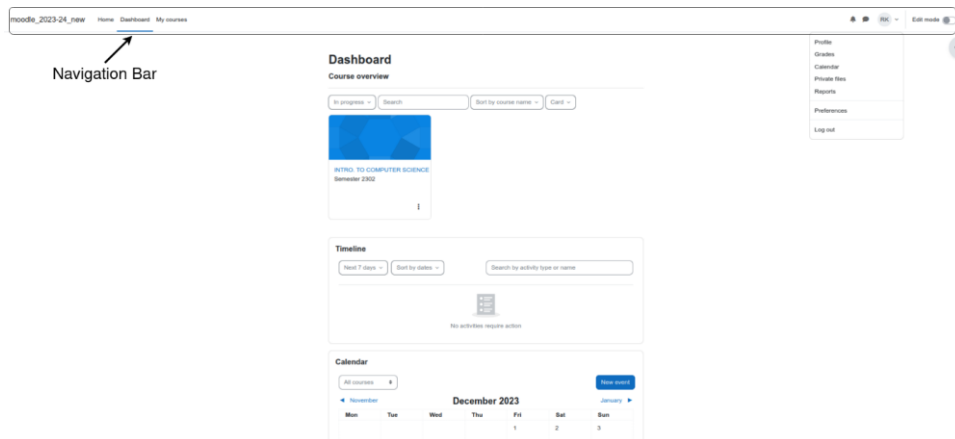 moodle_2023-24_new Home Dashboard My courses RK Edit mode
Navigation Bar
Profile
Grades
Calendar
Private files
Reports
Preferences
Log out
Dashboard
Course overview
In progress Search Sort by course name Card
INTRO. TO COMPUTER SCIENCE
Semester 2302
Timeline
Next 7 days Sort by dates Search by activity type or name
No activities require action
Calendar
All courses New event
November December 2023 January
Mon Tue Wed Thu Fri Sat Sun
1 2 3